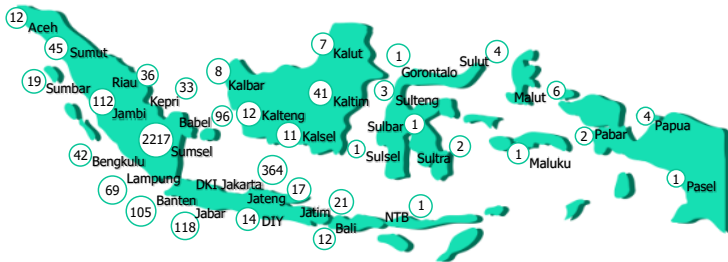 12 Aceh
45 Sumut
19 Sumbar
Riau 36
Kepri 33
112 Jambi
Babel 96
2217 Sumsel
42 Bengkulu
Lampung 69
Banten 105
DKI Jakarta 364
118 Jabar
Jateng 17
14 DIY
Jatim 21
12 Bali
NTB 1
8 Kalbar
7 Kalut
12 Kalteng
41 Kaltim
11 Kalsel
1 Gorontalo
Sulut 4
3 Sulteng
Sulbar 1
1 Sulsel
2 Sultra
Malut 6
1 Maluku
2 Pabar
4 Papua
1 Pasel